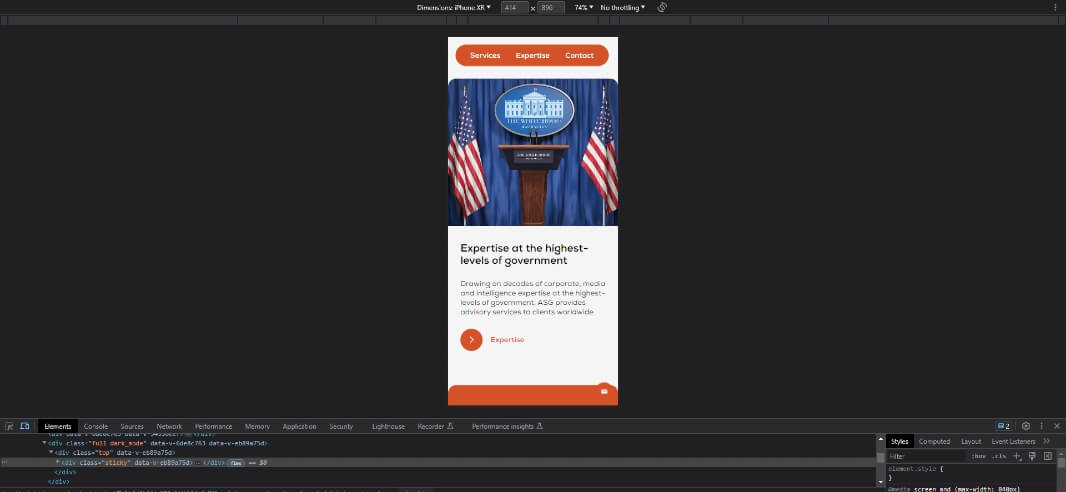 Dimensions: iPhone XR ▼ 414 x 896 74% ▼ No throttling ▼
Services Expertise Contact
THE WHITE HOUSE
WASHINGTON
Expertise at the highest-
levels of government
Drawing on decades of corporate, media
and intelligence expertise at the highest-
levels of government, ASG provides
advisory services to clients worldwide.
Expertise
Elements Console Sources Network Performance Memory Application Security Lighthouse Recorder Performance insights 2
<div class="full dark_mode" data-v-6de8c763 data-v-eb89a75d>
<div class="top" data-v-eb89a75d>
<div class="sticky" data-v-eb89a75d> … </div> flex == $0
</div>
</div>
Styles Computed Layout Event Listeners
Filter :hov .cls
element.style {
}
@media screen and (max-width: 840px)